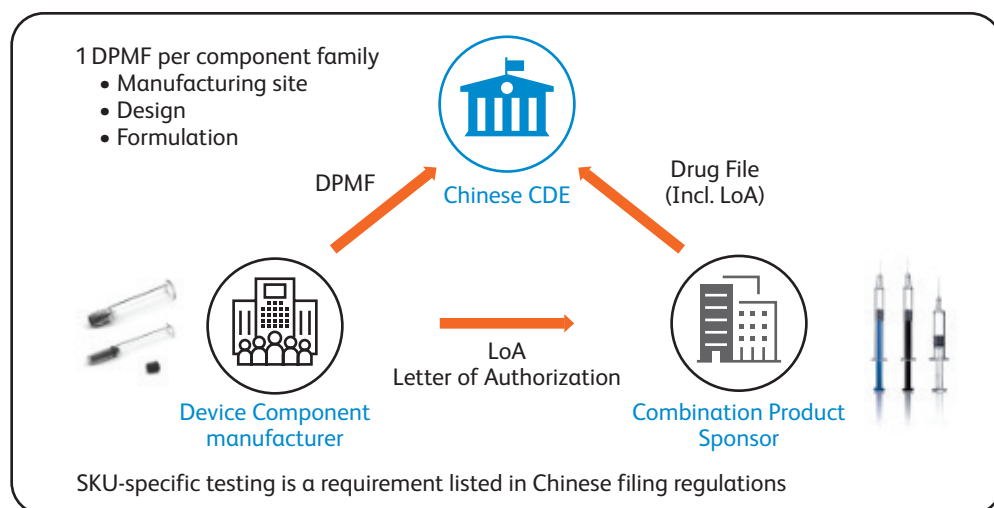 1 DPMF per component family
• Manufacturing site
• Design
• Formulation
DPMF
Chinese CDE
Drug File
(Incl. LoA)
LoA
Letter of Authorization
Device Component
manufacturer
Combination Product
Sponsor
SKU-specific testing is a requirement listed in Chinese filing regulations